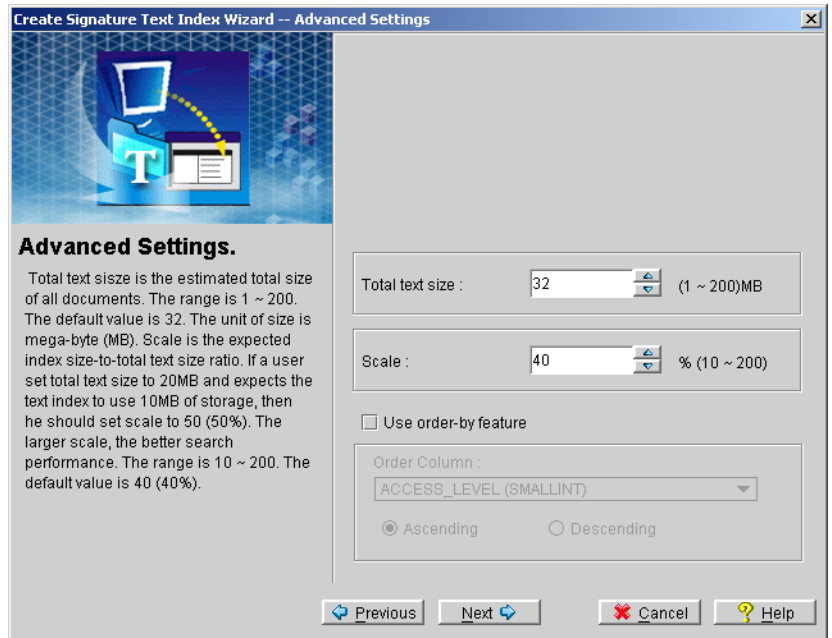 Create Signature Text Index Wizard -- Advanced Settings
T
Advanced Settings.
Total text sisze is the estimated total size
of all documents. The range is 1 ~ 200.
The default value is 32. The unit of size is
mega-byte (MB). Scale is the expected
index size-to-total text size ratio. If a user
set total text size to 20MB and expects the
text index to use 10MB of storage, then
he should set scale to 50 (50%). The
larger scale, the better search
performance. The range is 10 ~ 200. The
default value is 40 (40%).
Total text size : 32 (1 ~ 200)MB
Scale : 40 % (10 ~ 200)
Use order-by feature
Order Column :
ACCESS_LEVEL (SMALLINT)
Ascending Descending
Previous Next Cancel Help